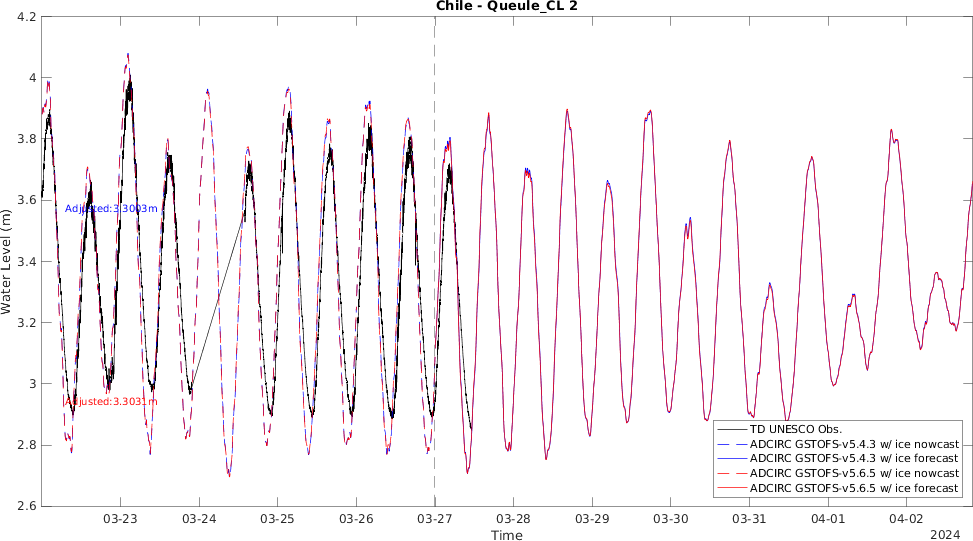 Chile - Queule_CL 2
4.2
4
3.8
3.6
3.4
3.2
3
2.8
2.6
Water Level (m)
Adjusted:3.3003m
Adjusted:3.3031m
TD UNESCO Obs.
ADCIRC GSTOFS-v5.4.3 w/ ice nowcast
ADCIRC GSTOFS-v5.4.3 w/ ice forecast
ADCIRC GSTOFS-v5.6.5 w/ ice nowcast
ADCIRC GSTOFS-v5.6.5 w/ ice forecast
03-23 03-24 03-25 03-26 03-27 03-28 03-29 03-30 03-31 04-01 04-02
Time
2024